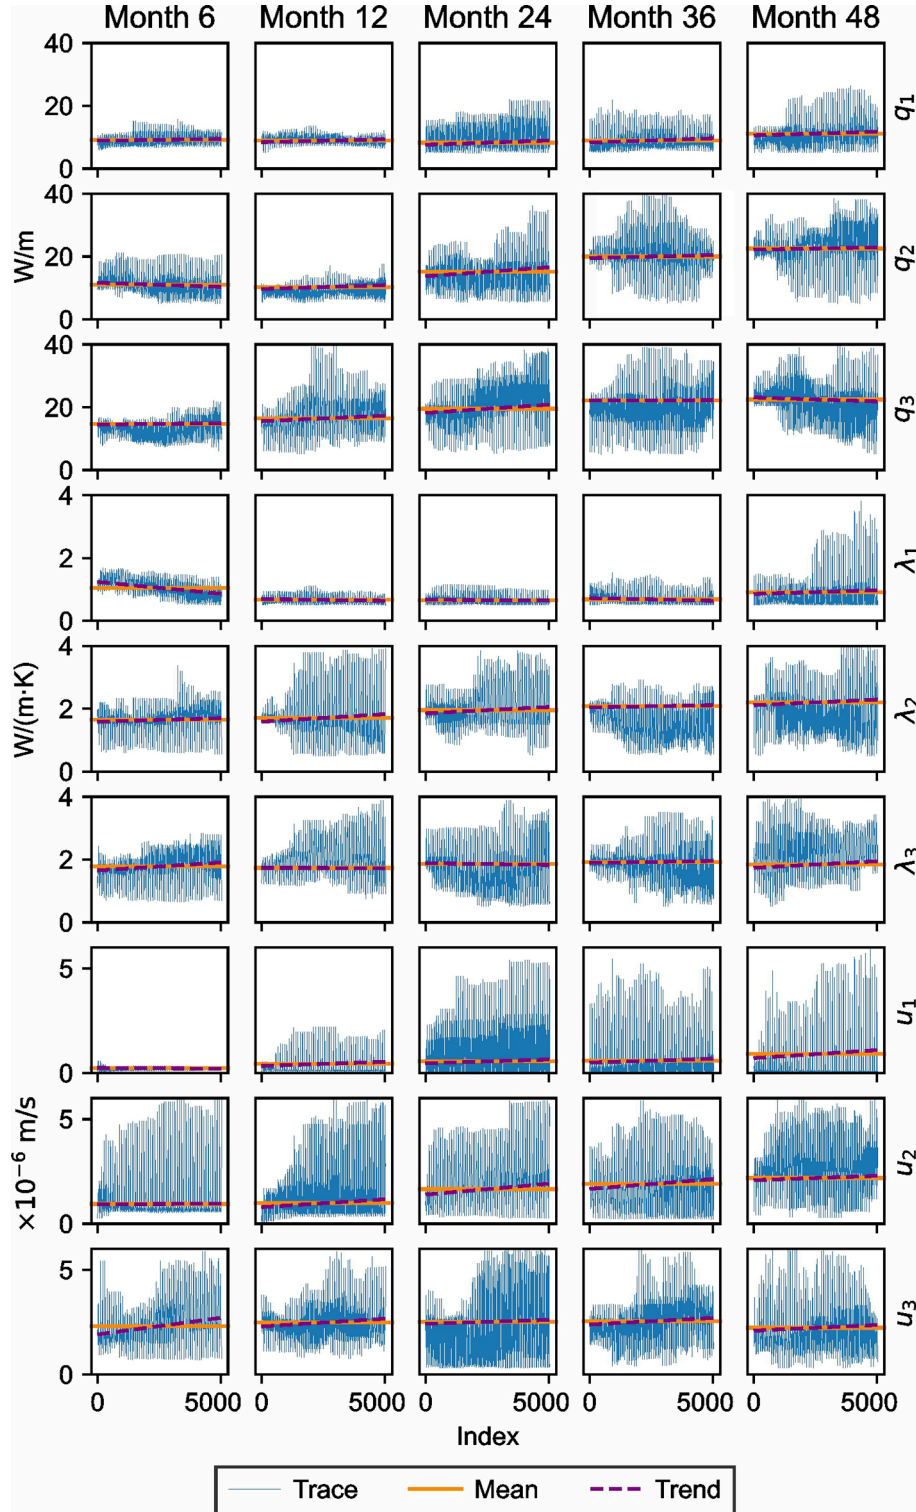 Month 6 Month 12 Month 24 Month 36 Month 48
40
20
0
q1
40
20
0
W/m
q2
40
20
0
q3
4
2
0
λ1
4
2
0
W/(m·K)
λ2
4
2
0
λ3
5
0
u1
5
0
×10⁻⁶ m/s
u2
5
0
u3
0 5000 0 5000 0 5000 0 5000 0 5000
Index
Trace Mean Trend